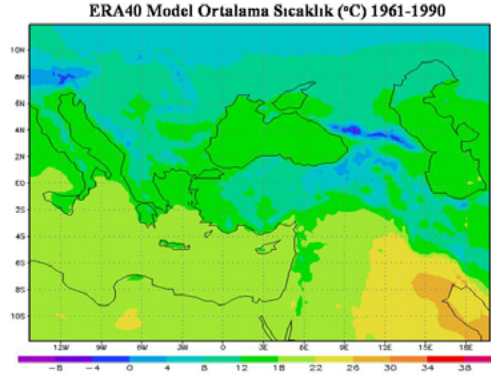 ERA40 Model Ortalama Sıcaklık (ºC) 1961-1990
10N
8N
6N
4N
2N
EQ
2S
4S
6S
8S
10S
12W 9W 6W 3W 0 3E 6E 9E 12E 15E 18E
-8 -4 0 4 8 12 18 22 26 30 34 38